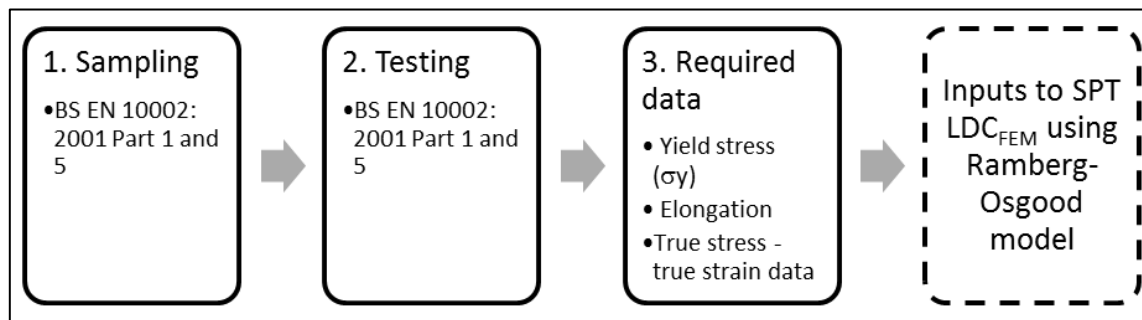 1. Sampling
•BS EN 10002:
2001 Part 1 and
5
2. Testing
•BS EN 10002:
2001 Part 1 and
5
3. Required
data
• Yield stress
(σy)
• Elongation
•True stress -
true strain data
Inputs to SPT
LDC_FEM using
Ramberg-
Osgood
model